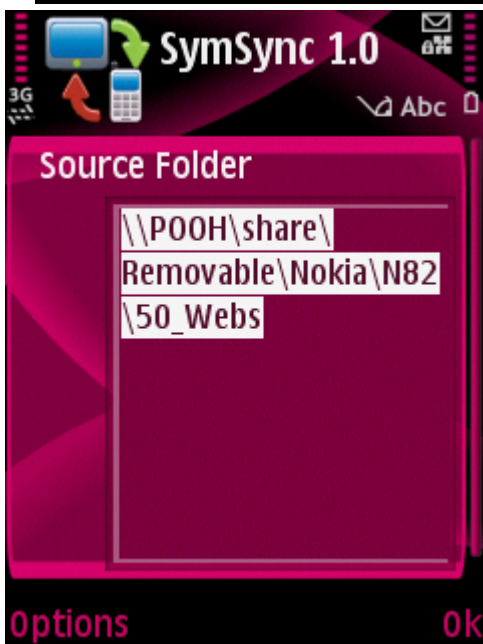 SymSync 1.0
3G
Abc
Source Folder
\\POOH\share\
Removable\Nokia\N82
\50_Webs
Options
Ok